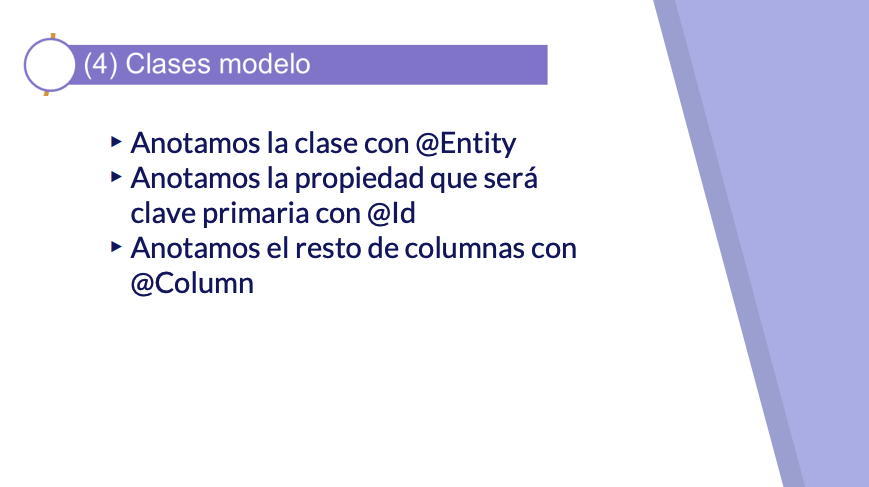 (4) Clases modelo
▸ Anotamos la clase con @Entity
▸ Anotamos la propiedad que será
clave primaria con @Id
▸ Anotamos el resto de columnas con
@Column